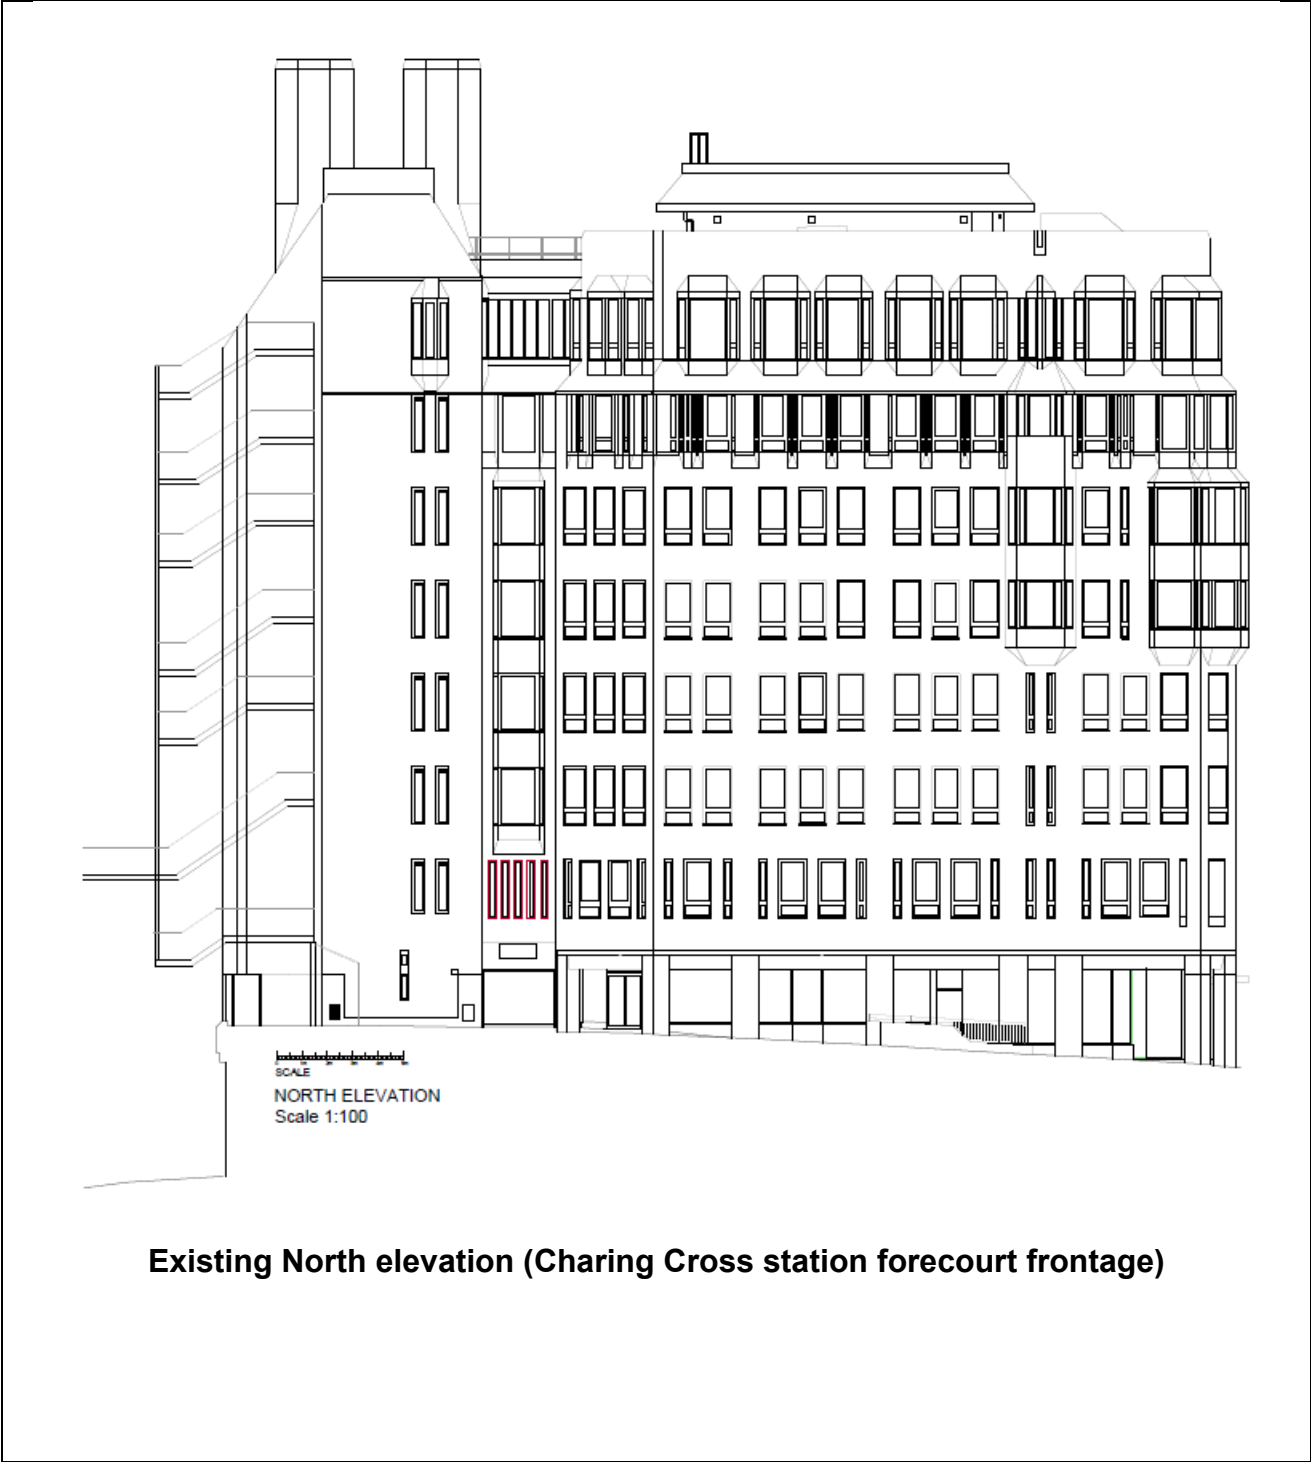 SCALE
NORTH ELEVATION
Scale 1:100
Existing North elevation (Charing Cross station forecourt frontage)